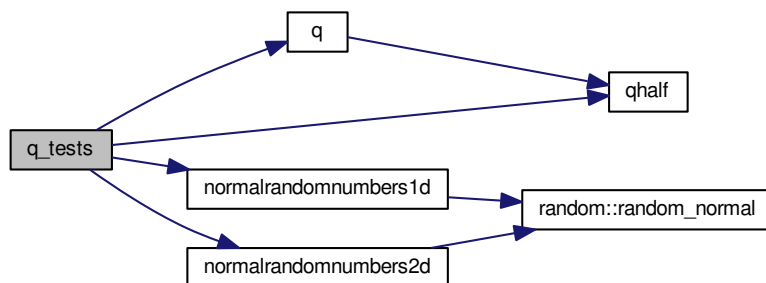 q
qhalf
q_tests
normalrandomnumbers1d
random::random_normal
normalrandomnumbers2d